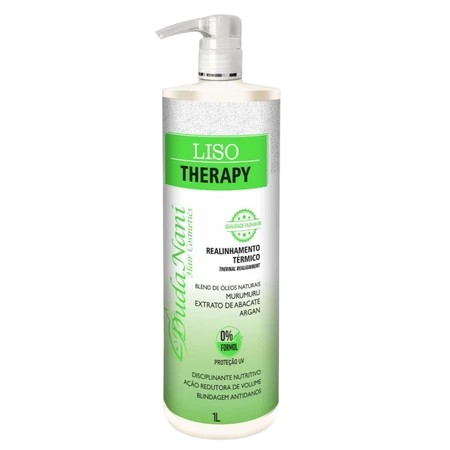 LISO
THERAPY
Duda Nani
Hair Cosmetics
REALINHAMENTO
TÉRMICO
THERMAL REALIGNMENT
BLEND DE ÓLEOS NATURAIS
MURUMURU
EXTRATO DE ABACATE
ARGAN
0%
FORMOL
PROTEÇÃO UV
DISCIPLINANTE NUTRITIVO
AÇÃO REDUTORA DE VOLUME
BLINDAGEM ANTIDANOS
1L